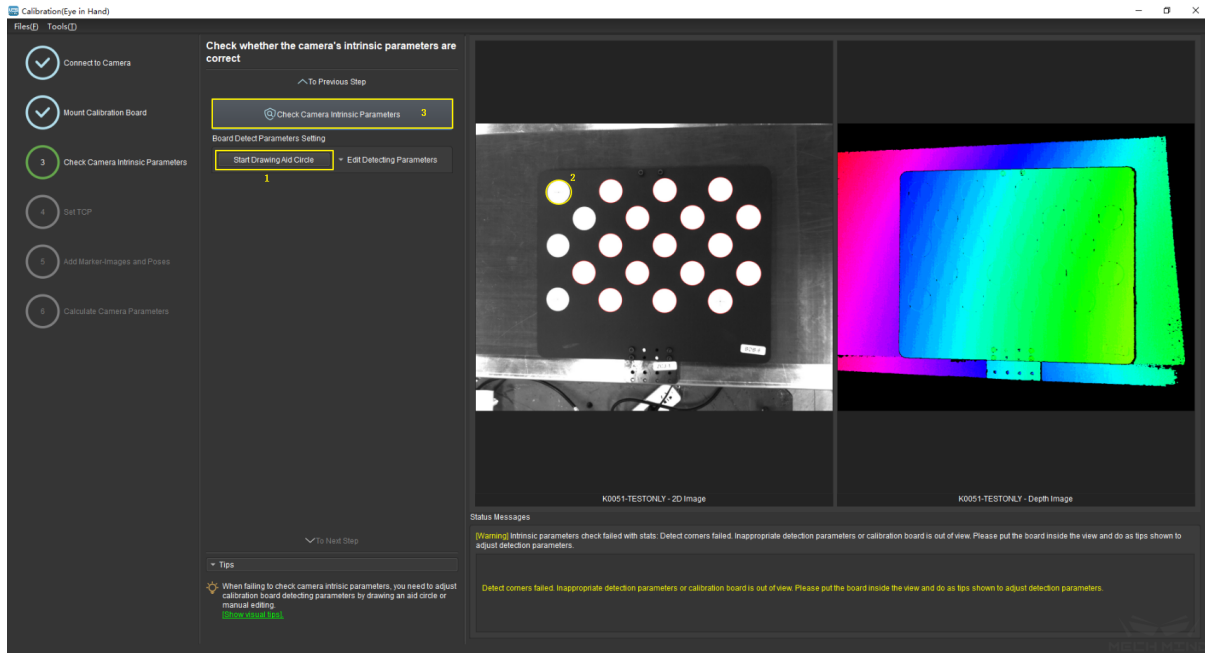 Calibration(Eye in Hand)
Files(F) Tools(T)
Connect to Camera
Mount Calibration Board
3 Check Camera Intrinsic Parameters
4 Set TCP
5 Add Marker-Images and Poses
6 Calculate Camera Parameters
Check whether the camera's intrinsic parameters are
correct
To Previous Step
Check Camera Intrinsic Parameters 3
Board Detect Parameters Setting
Start Drawing Aid Circle Edit Detecting Parameters
1
To Next Step
Tips
When failing to check camera intrisic parameters, you need to adjust
calibration board detecting parameters by drawing an aid circle or
manual editing.
[Show visual tips].
2
K0051-TESTONLY - 2D Image
K0051-TESTONLY - Depth Image
Status Messages
[Warning] Intrinsic parameters check failed with stats: Detect corners failed. Inappropriate detection parameters or calibration board is out of view. Please put the board inside the view and do as tips shown to
adjust detection parameters.
Detect corners failed. Inappropriate detection parameters or calibration board is out of view. Please put the board inside the view and do as tips shown to adjust detection parameters.
MECH MIND